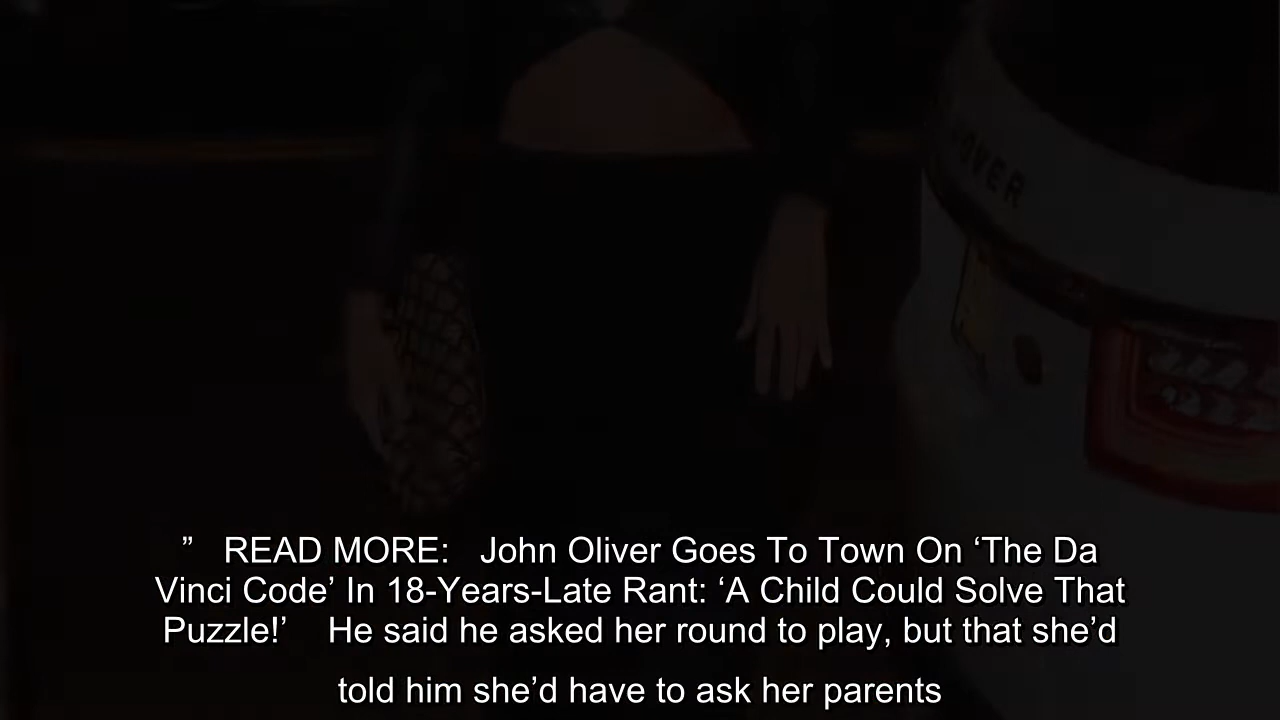 -OVER
”   READ MORE:   John Oliver Goes To Town On ‘The Da
Vinci Code’ In 18-Years-Late Rant: ‘A Child Could Solve That
Puzzle!’    He said he asked her round to play, but that she’d
told him she’d have to ask her parents